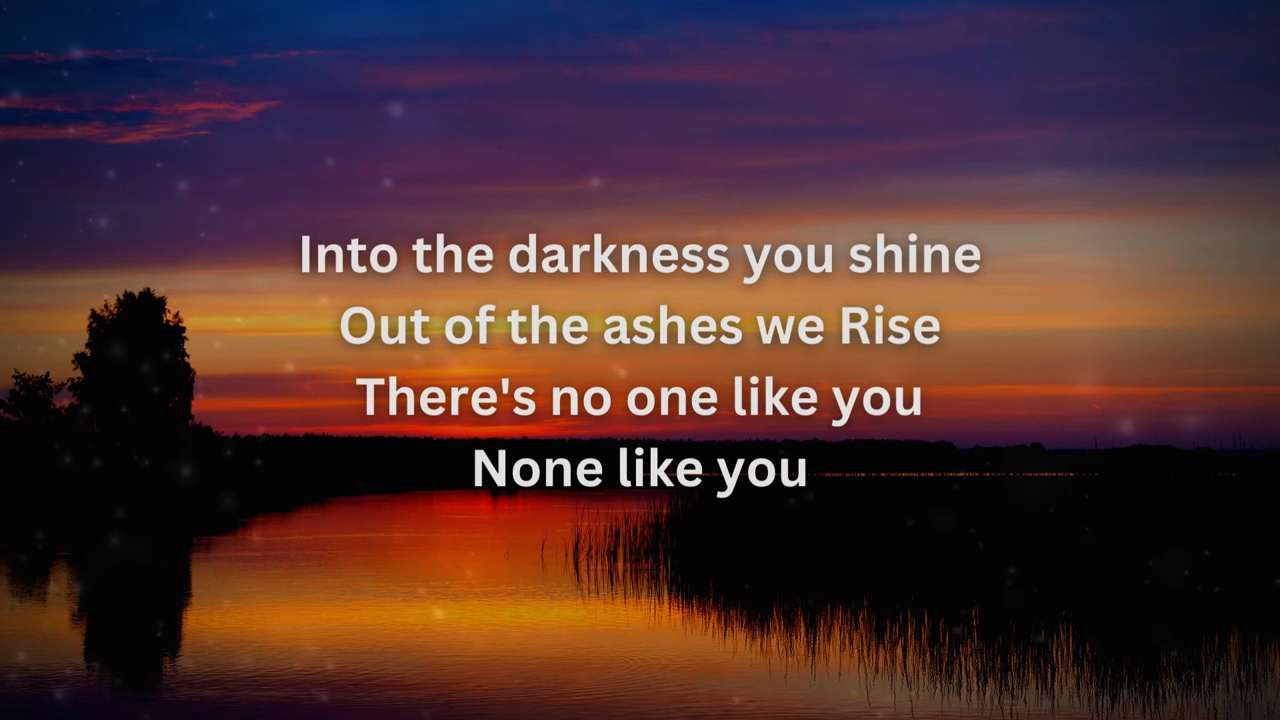 Into the darkness you shine
Out of the ashes we Rise
There's no one like you
None like you